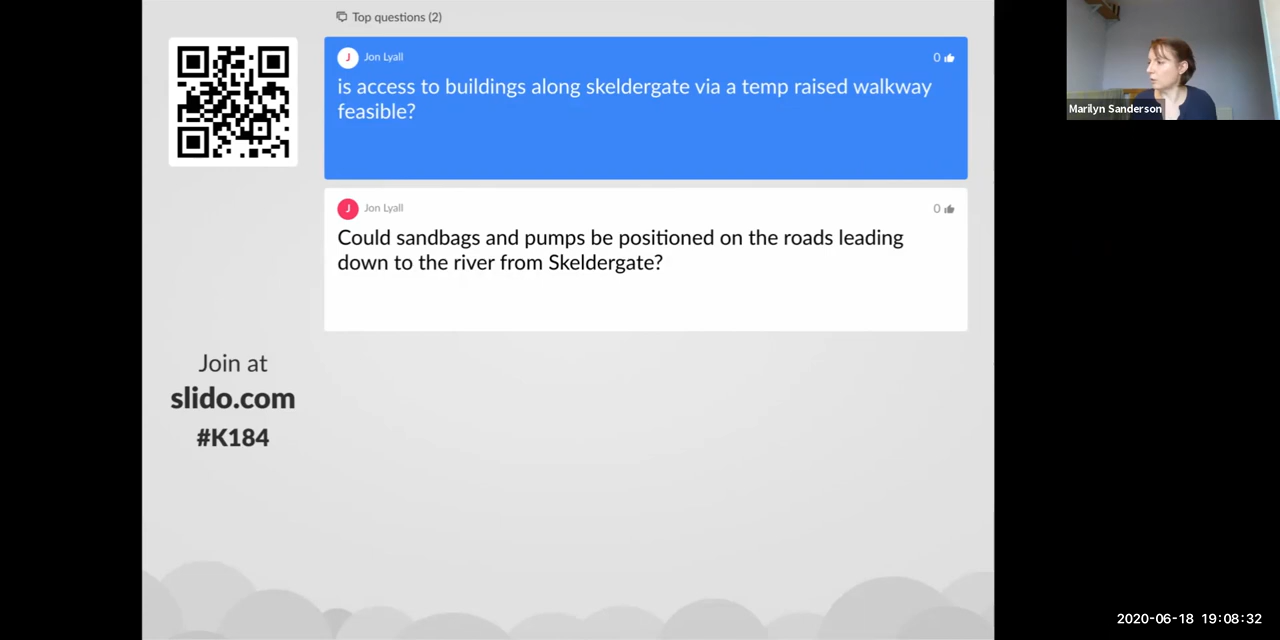 Top questions (2)
J Jon Lyall 0
is access to buildings along skeldergate via a temp raised walkway
feasible?
J Jon Lyall 0
Could sandbags and pumps be positioned on the roads leading
down to the river from Skeldergate?
Join at
slido.com
#K184
Marilyn Sanderson
2020-06-18 19:08:32